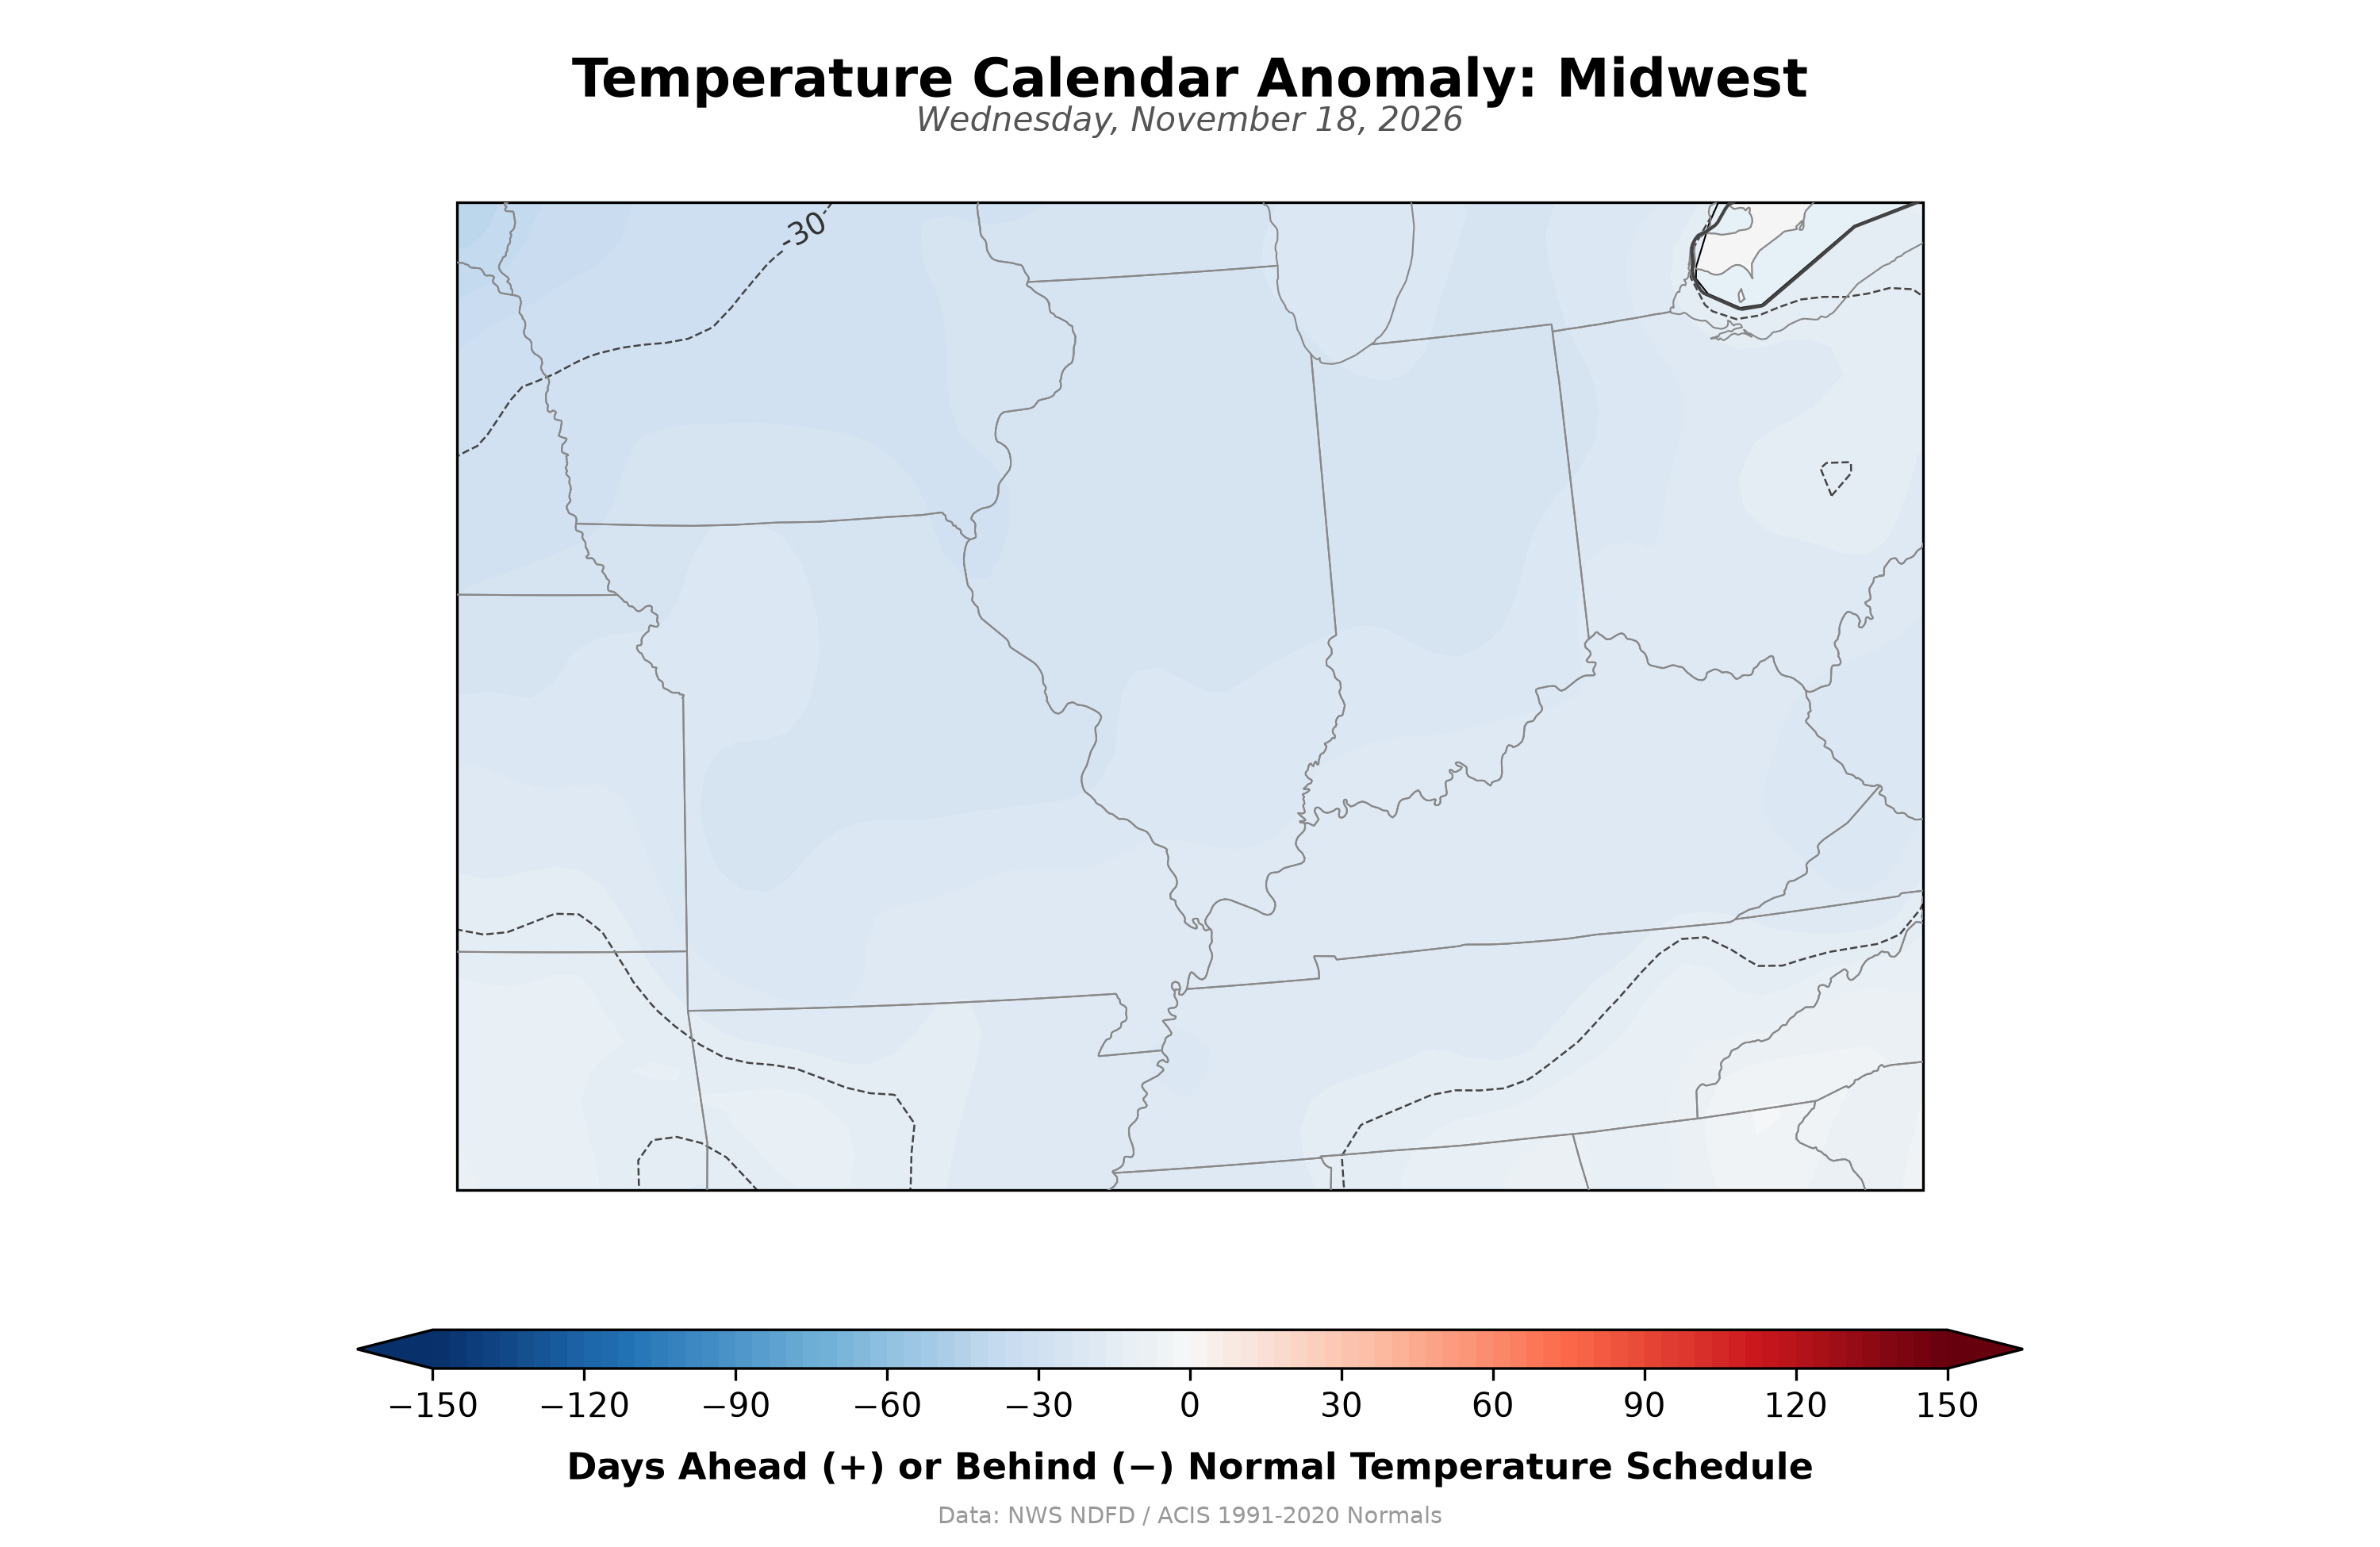 Temperature Calendar Anomaly: Midwest
Wednesday, November 18, 2026
-30
−150 −120 −90 −60 −30 0 30 60 90 120 150
Days Ahead (+) or Behind (−) Normal Temperature Schedule
Data: NWS NDFD / ACIS 1991-2020 Normals